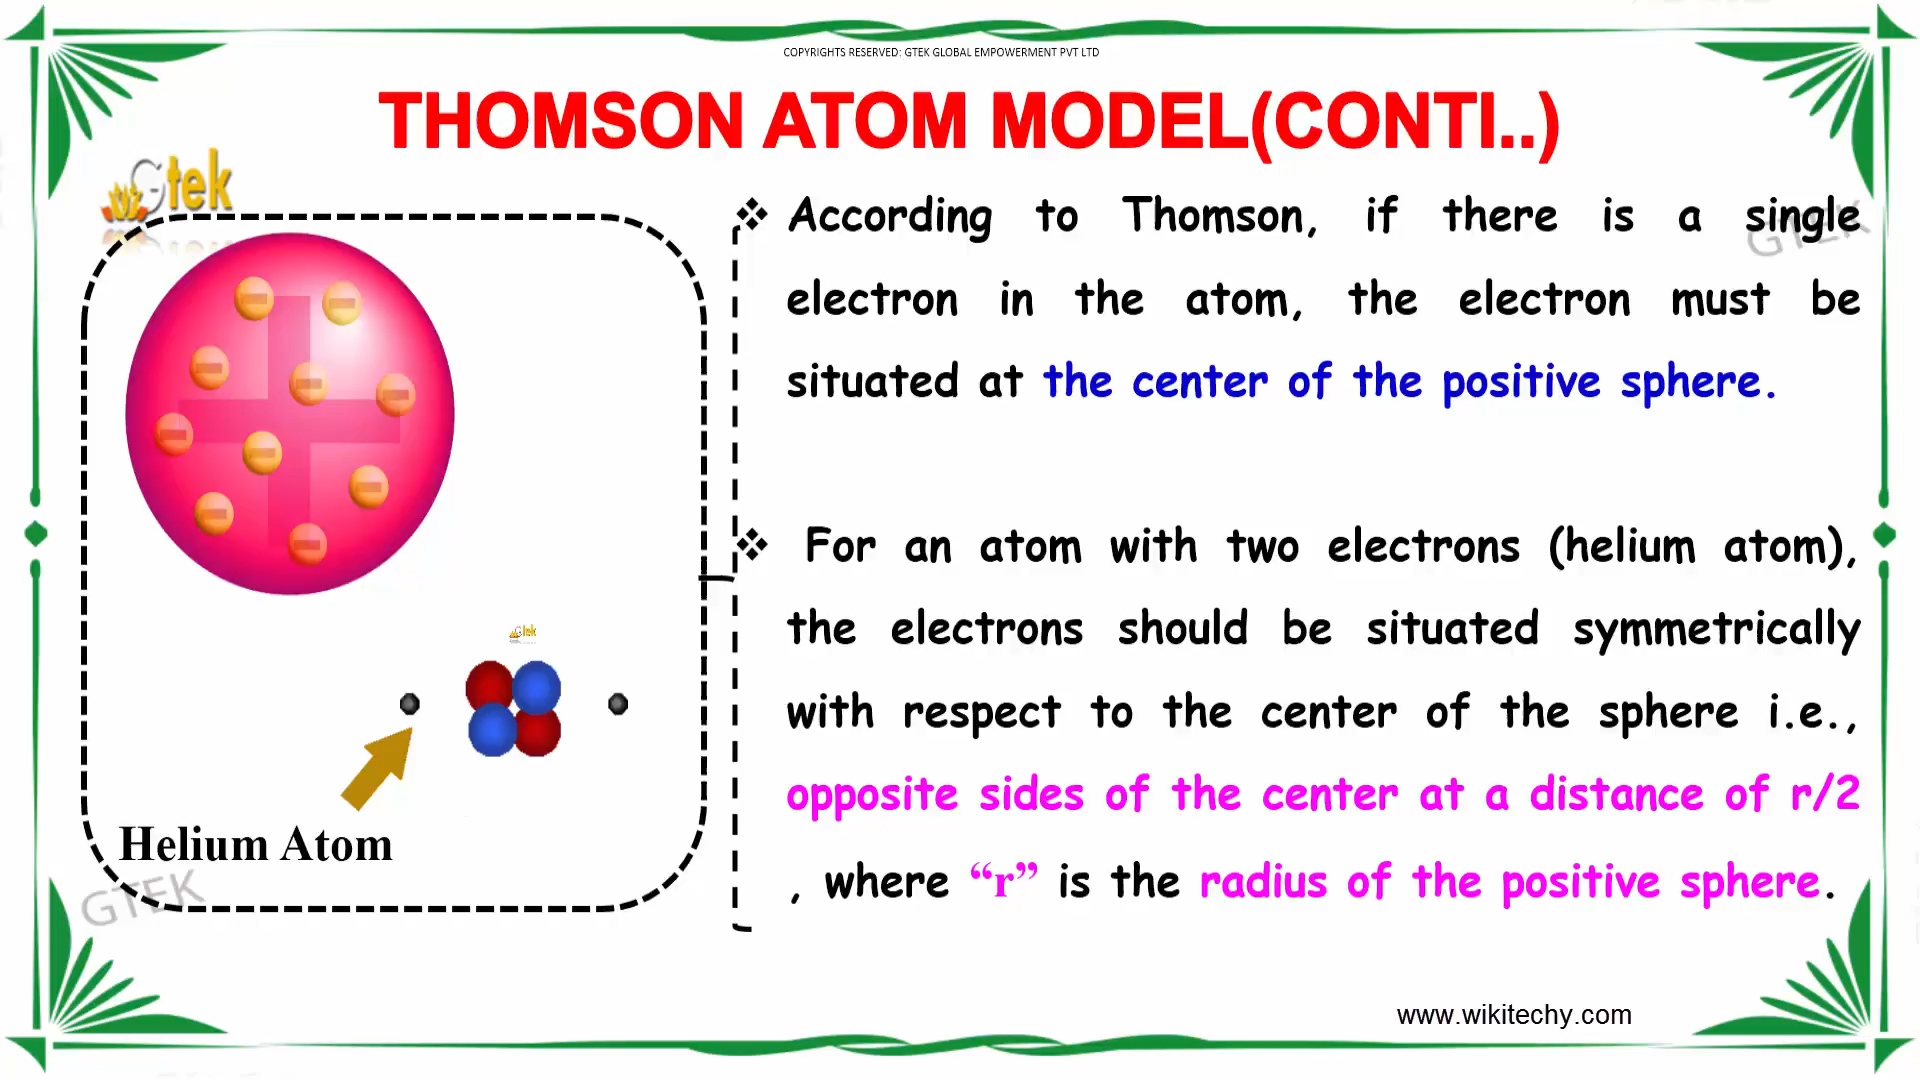 COPYRIGHTS RESERVED: GTEK GLOBAL EMPOWERMENT PVT LTD
THOMSON ATOM MODEL(CONTI..)
Gtek
❖ According to Thomson, if there is a single
GTEK
electron in the atom, the electron must be
situated at the center of the positive sphere.
❖ For an atom with two electrons (helium atom),
the electrons should be situated symmetrically
Gtek
with respect to the center of the sphere i.e.,
opposite sides of the center at a distance of r/2
, where “r” is the radius of the positive sphere.
Helium Atom
GTEK
www.wikitechy.com